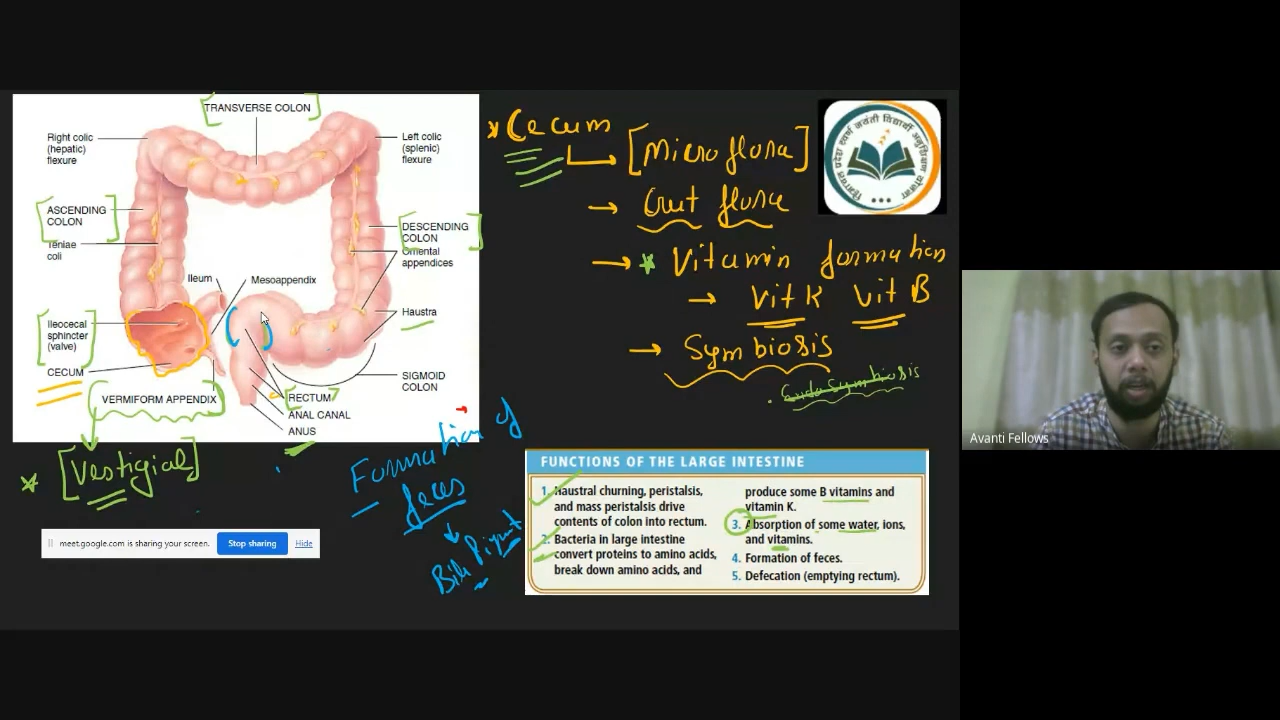 TRANSVERSE COLON
Right colic
(hepatic)
flexure
Left colic
(splenic)
flexure
ASCENDING
COLON
Teniae
coli
DESCENDING
COLON
Omental
appendices
Ileum
Mesoappendix
Haustra
Ileocecal
sphincter
(valve)
CECUM
VERMIFORM APPENDIX
SIGMOID
COLON
RECTUM
ANAL CANAL
ANUS
* [Vestigial]
Formation of
feces
Bile Pigment
* Cecum
→ [Microflora]
→ Gut flora
→ * Vitamin formation
→ Vit K Vit B
→ Symbiosis
FUNCTIONS OF THE LARGE INTESTINE
1. Haustral churning, peristalsis,
and mass peristalsis drive
contents of colon into rectum.
2. Bacteria in large intestine
convert proteins to amino acids,
break down amino acids, and
produce some B vitamins and
vitamin K.
3. Absorption of some water, ions,
and vitamins.
4. Formation of feces.
5. Defecation (emptying rectum).
meet.google.com is sharing your screen.
Stop sharing
Hide
Avanti Fellows